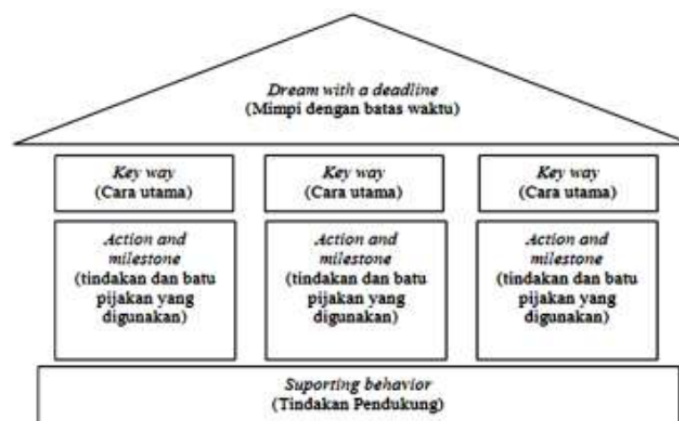 Dream with a deadline
(Mimpi dengan batas waktu)
Key way
(Cara utama)
Key way
(Cara utama)
Key way
(Cara utama)
Action and
milestone
(tindakan dan batu
pijakan yang
digunakan)
Action and
milestone
(tindakan dan batu
pijakan yang
digunakan)
Action and
milestone
(tindakan dan batu
pijakan yang
digunakan)
Suporting behavior
(Tindakan Pendukung)